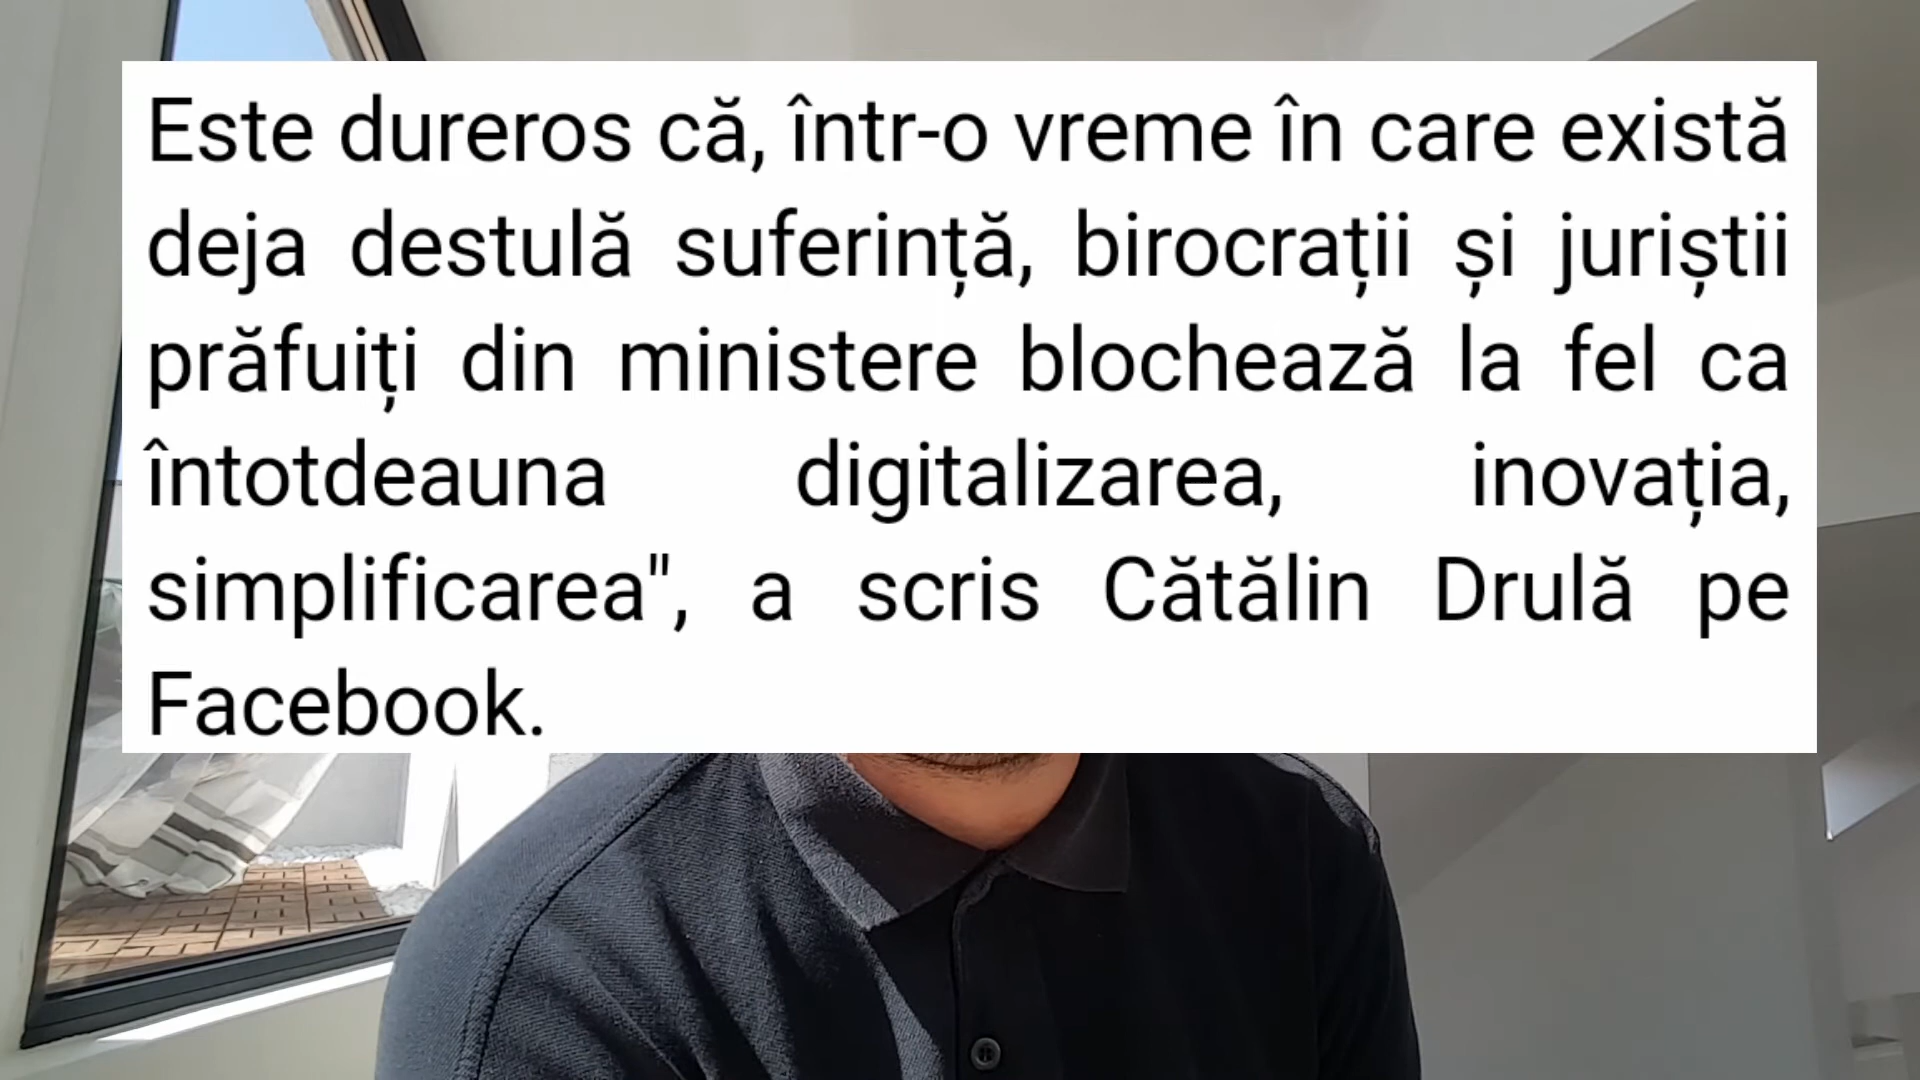 Este dureros că, într-o vreme în care există
deja destulă suferință, birocrații și juriștii
prăfuiți din ministere blochează la fel ca
întotdeauna digitalizarea, inovația,
simplificarea", a scris Cătălin Drulă pe
Facebook.